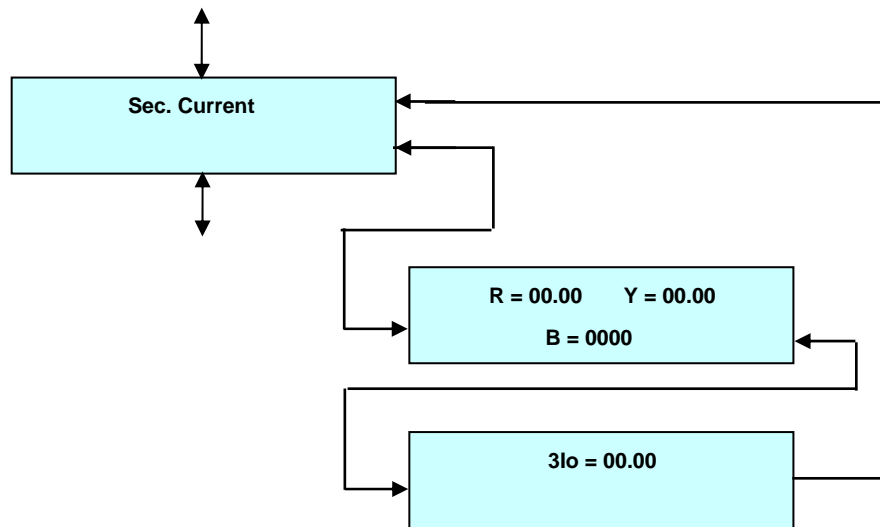 Sec. Current
R = 00.00 Y = 00.00
B = 0000
3Io = 00.00